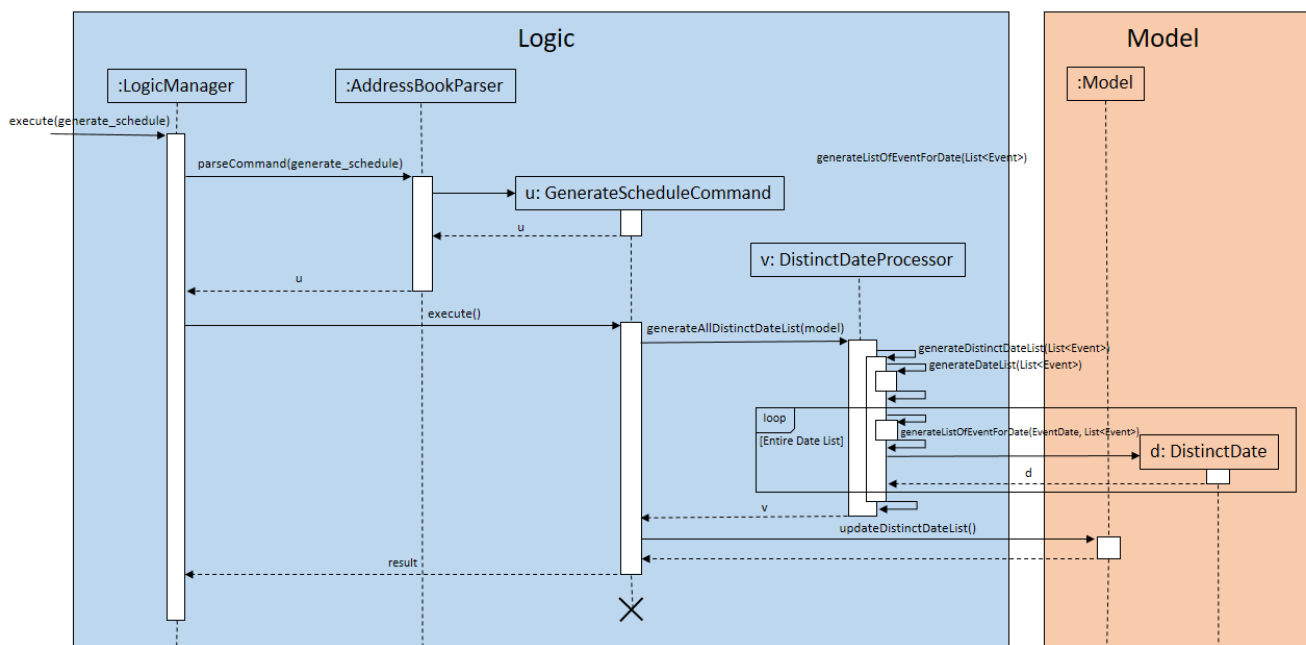 Logic
Model
:LogicManager
:AddressBookParser
:Model
execute(generate_schedule)
parseCommand(generate_schedule)
generateListOfEventForDate(List<Event>)
u: GenerateScheduleCommand
u
v: DistinctDateProcessor
u
execute()
generateAllDistinctDateList(model)
generateDistinctDateList(List<Event>)
generateDateList(List<Event>)
loop
[Entire Date List]
generateListOfEventForDate(EventDate, List<Event>)
d: DistinctDate
d
v
updateDistinctDateList()
result